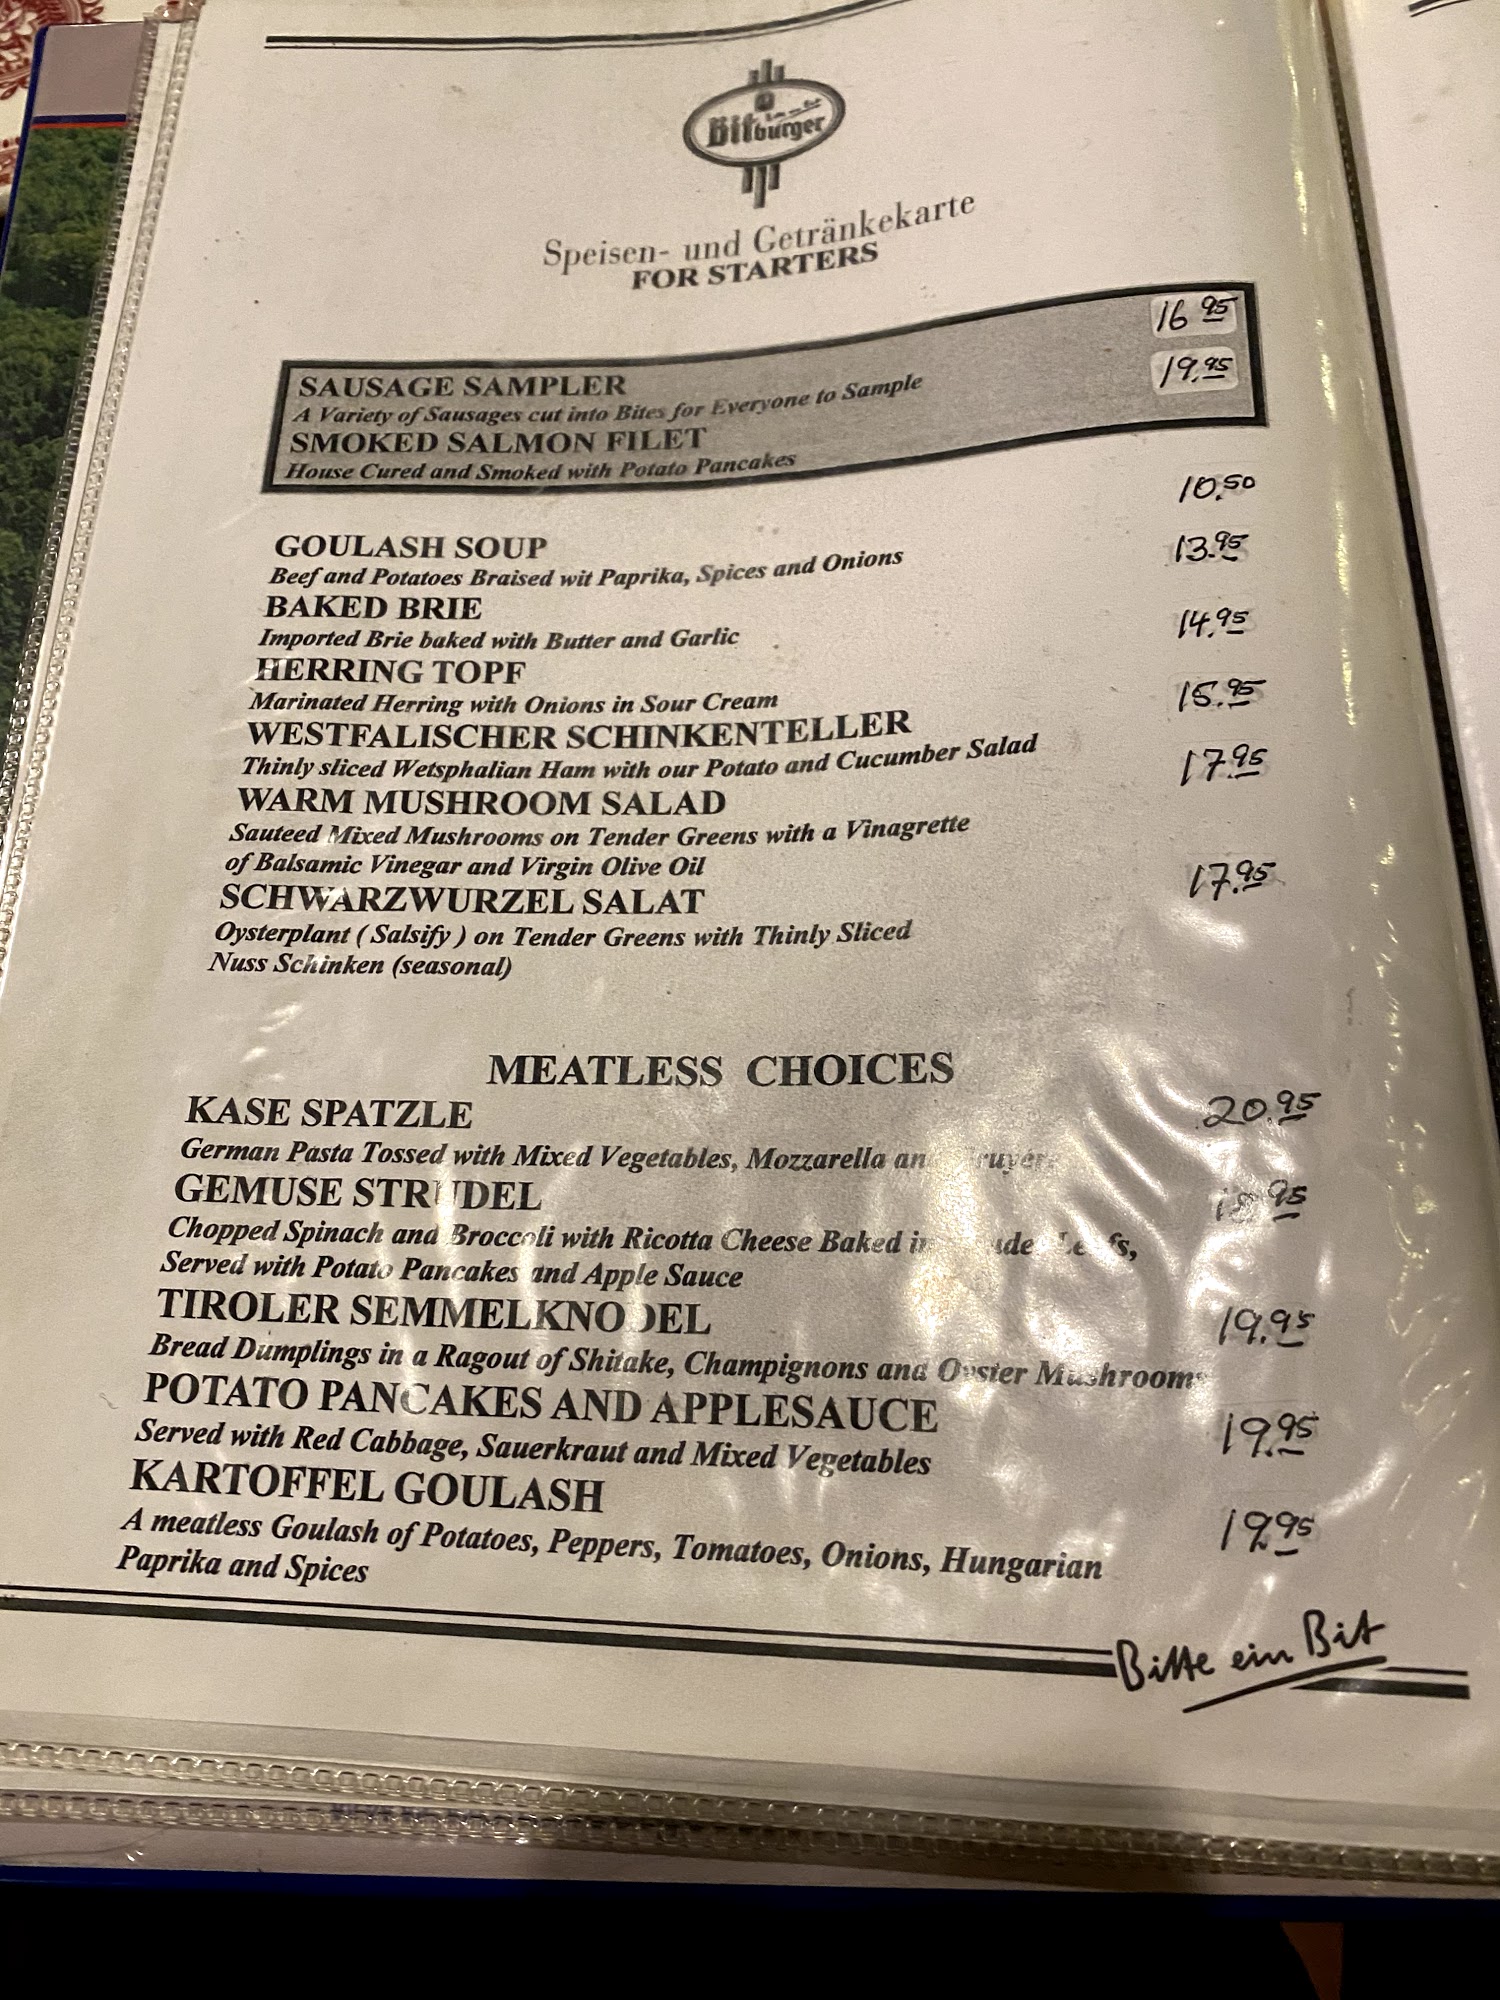 Bitte ein Bit
Bitburger
Speisen- und Getränkekarte
FOR STARTERS
SAUSAGE SAMPLER 16 95
A Variety of Sausages cut into Bites for Everyone to Sample
SMOKED SALMON FILET 19.95
House Cured and Smoked with Potato Pancakes
GOULASH SOUP 10.50
Beef and Potatoes Braised wit Paprika, Spices and Onions
BAKED BRIE 13.95
Imported Brie baked with Butter and Garlic
HERRING TOPF 14.95
Marinated Herring with Onions in Sour Cream
WESTFALISCHER SCHINKENTELLER 15.95
Thinly sliced Wetsphalian Ham with our Potato and Cucumber Salad
WARM MUSHROOM SALAD 17.95
Sauteed Mixed Mushrooms on Tender Greens with a Vinagrette
of Balsamic Vinegar and Virgin Olive Oil
SCHWARZWURZEL SALAT 17.95
Oysterplant ( Salsify ) on Tender Greens with Thinly Sliced
Nuss Schinken (seasonal)
MEATLESS CHOICES
KASE SPATZLE 20.95
German Pasta Tossed with Mixed Vegetables, Mozzarella and Gruyere
GEMUSE STRUDEL
Chopped Spinach and Broccoli with Ricotta Cheese Baked in
Served with Potato Pancakes and Apple Sauce
TIROLER SEMMELKNODEL 19.95
Bread Dumplings in a Ragout of Shitake, Champignons and Oyster Mushrooms
POTATO PANCAKES AND APPLESAUCE 19.95
Served with Red Cabbage, Sauerkraut and Mixed Vegetables
KARTOFFEL GOULASH 19.95
A meatless Goulash of Potatoes, Peppers, Tomatoes, Onions, Hungarian
Paprika and Spices
Bitte ein Bit